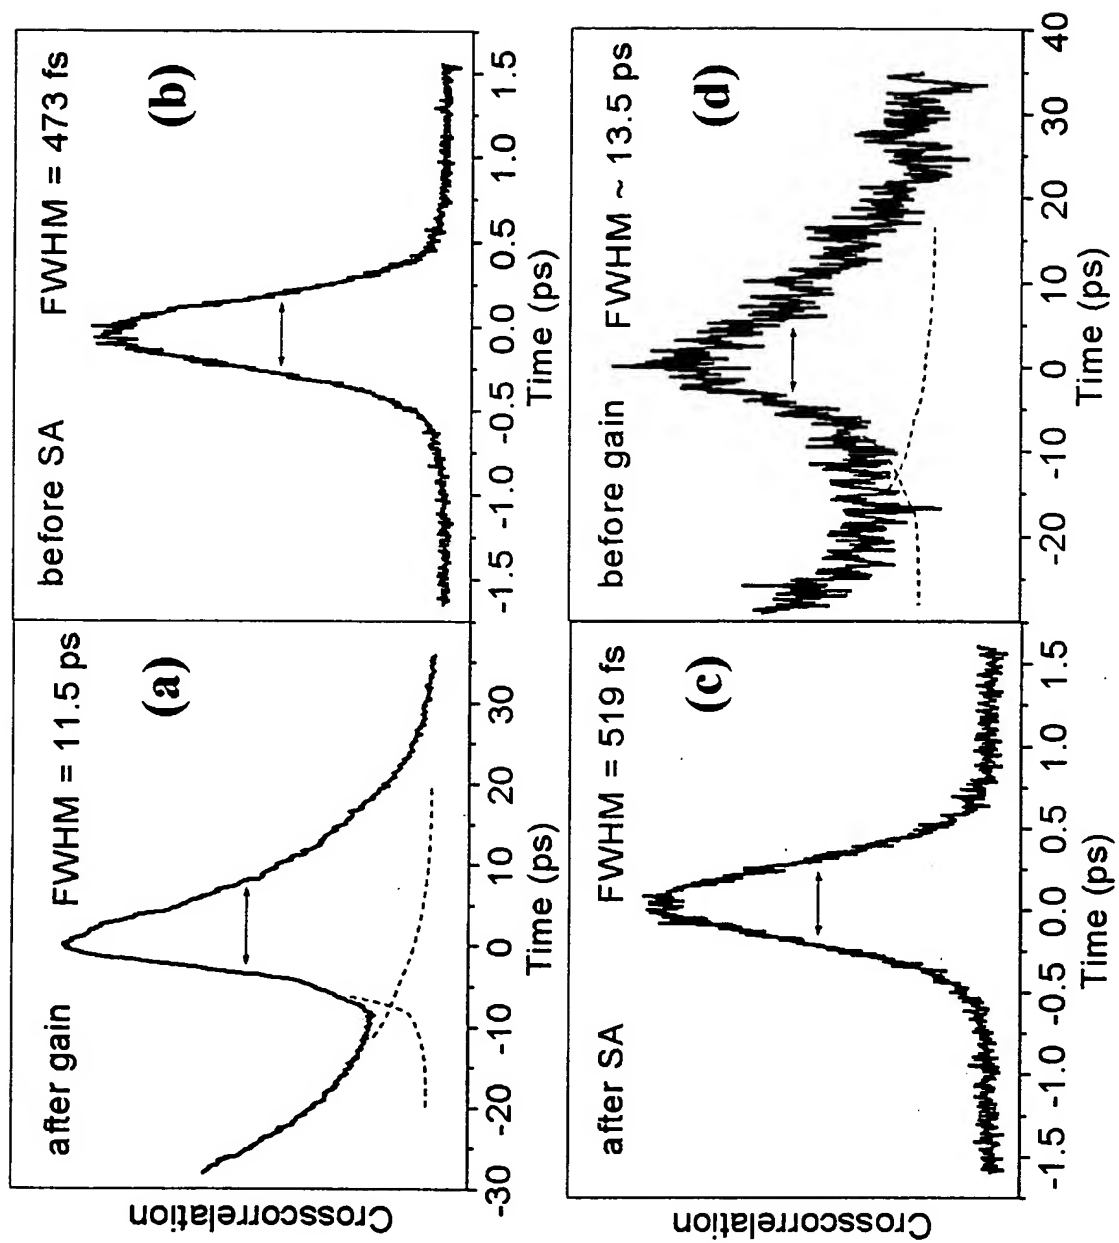 after gain
FWHM = 11.5 ps
(a)
Crosscorrelation
-30 -20 -10 0 10 20 30
Time (ps)
before SA
FWHM = 473 fs
(b)
-1.5 -1.0 -0.5 0.0 0.5 1.0 1.5
Time (ps)
after SA
FWHM = 519 fs
(c)
Crosscorrelation
-1.5 -1.0 -0.5 0.0 0.5 1.0 1.5
Time (ps)
before gain
FWHM ~ 13.5 ps
(d)
-20 -10 0 10 20 30 40
Time (ps)